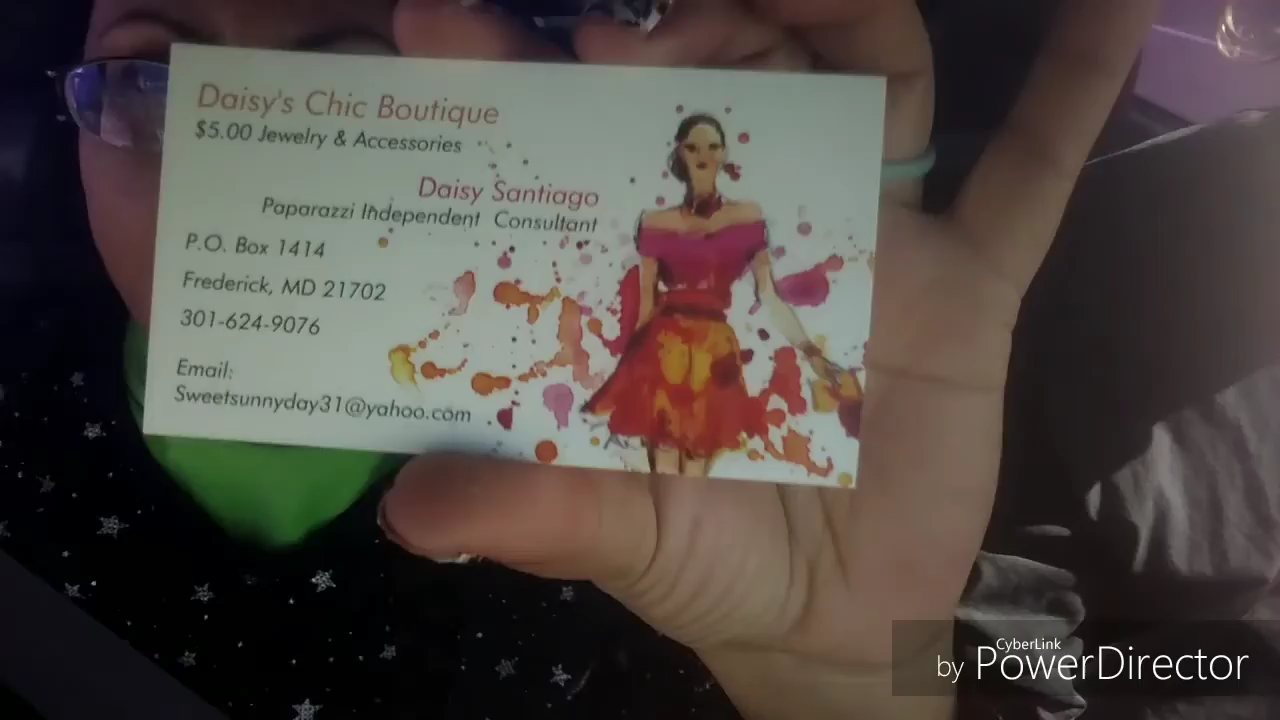 Daisy's Chic Boutique
$5.00 Jewelry & Accessories
Daisy Santiago
Paparazzi Independent Consultant
P.O. Box 1414
Frederick, MD 21702
301-624-9076
Email:
Sweetsunnyday31@yahoo.com
CyberLink
by PowerDirector